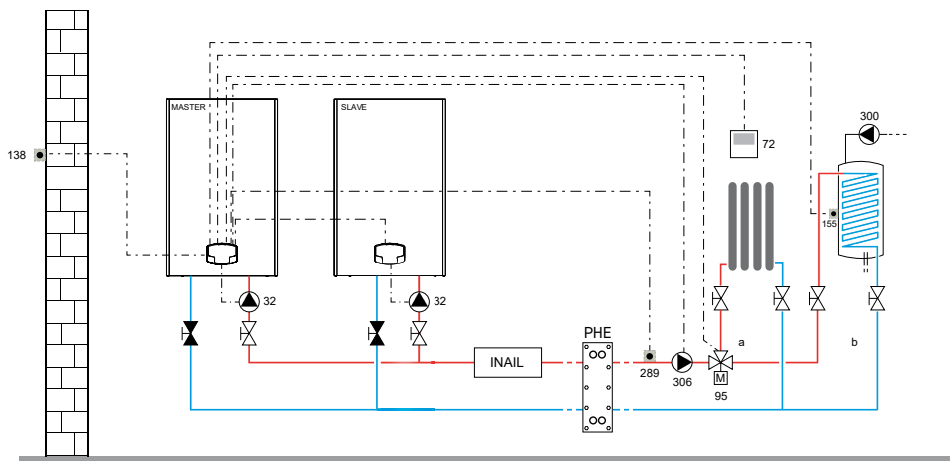 MASTER
SLAVE
300
138
72
155
32
32
PHE
a
b
INAIL
289
306
M
95